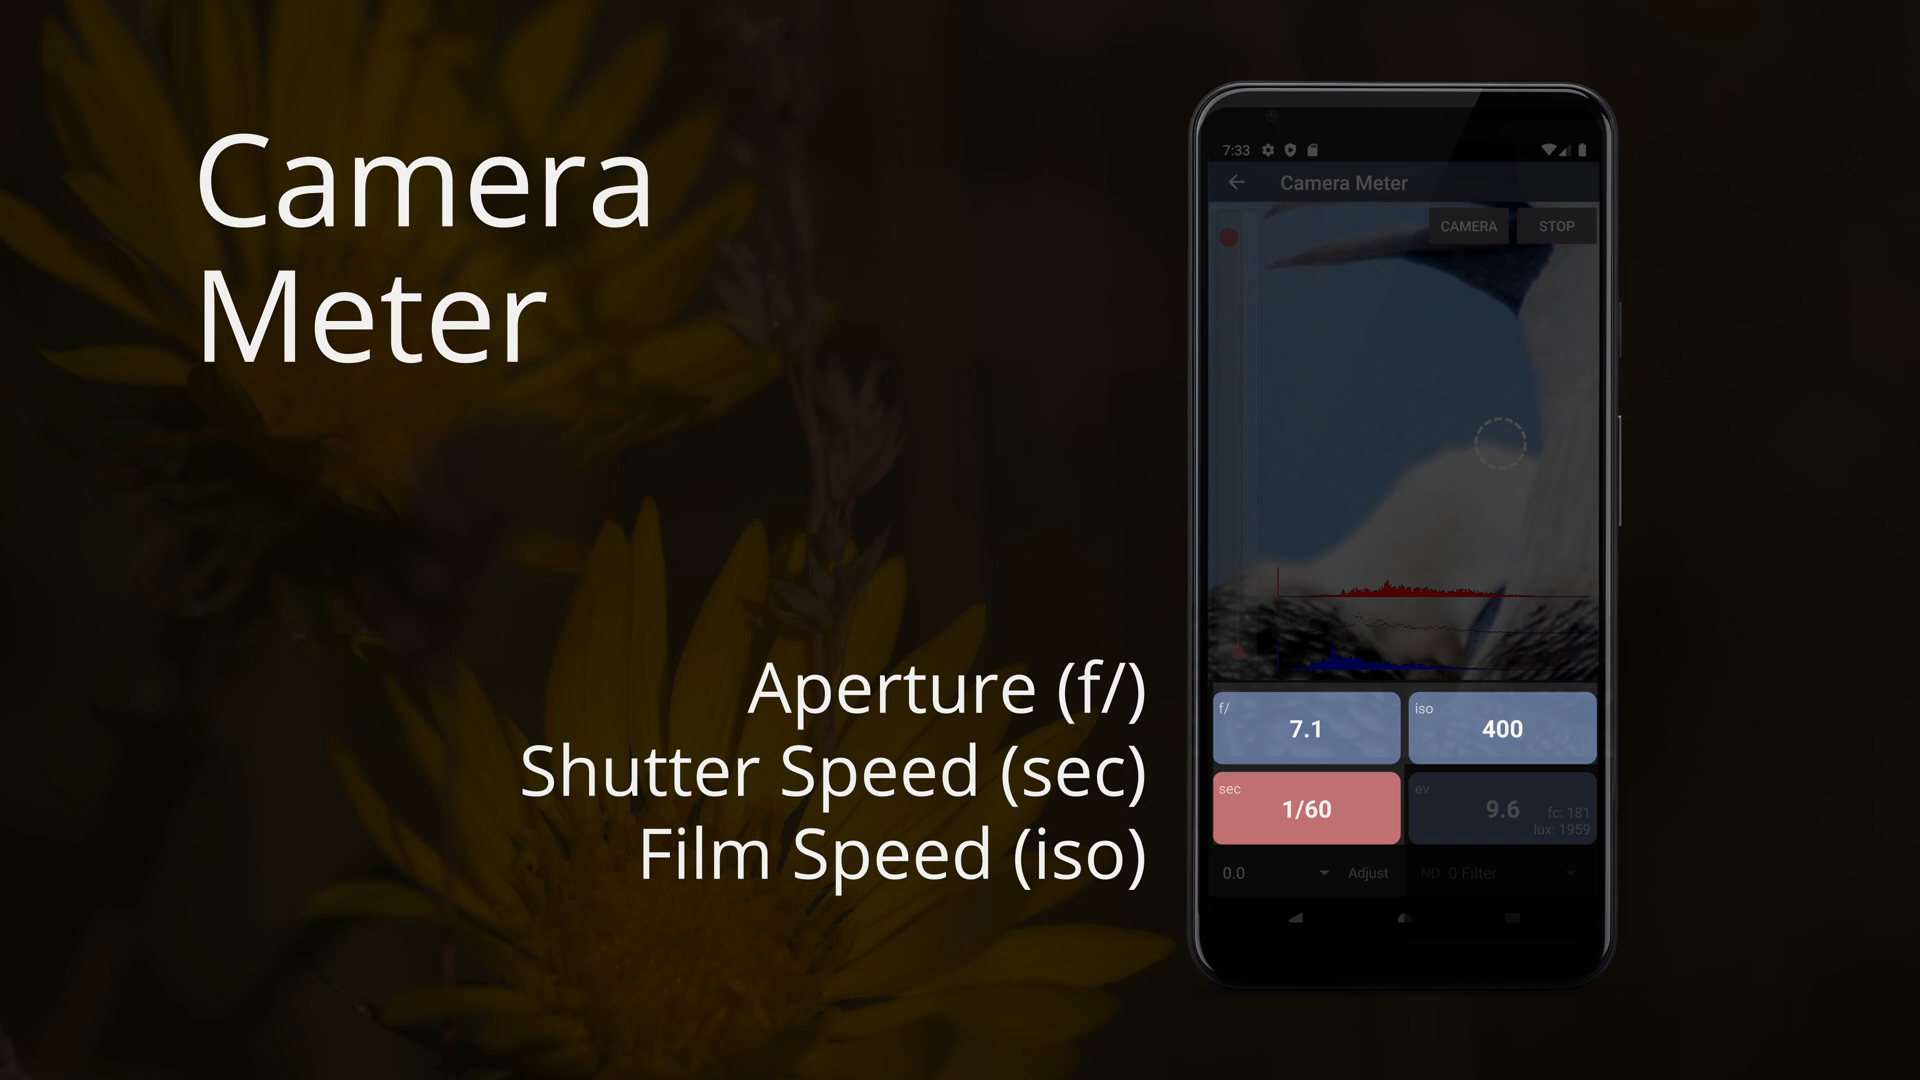 Camera
Meter
Aperture (f/)
Shutter Speed (sec)
Film Speed (iso)
7:33
Camera Meter
CAMERA STOP
f/ 7.1
iso 400
sec 1/60
ev 9.6 fc: 181
lux: 1959
0.0 Adjust
ND 0 Filter